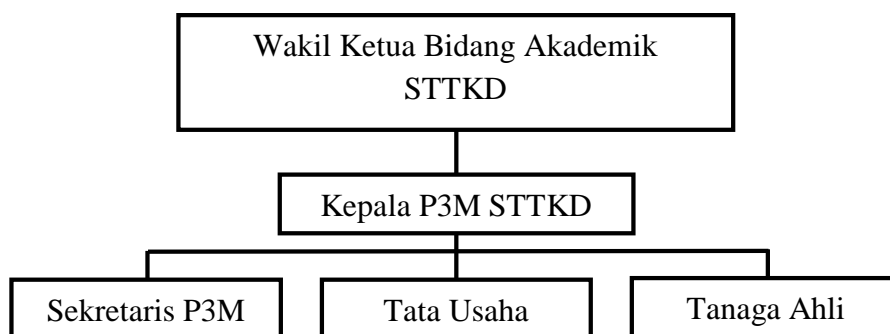 Wakil Ketua Bidang Akademik
STTKD
Kepala P3M STTKD
Sekretaris P3M
Tata Usaha
Tanaga Ahli